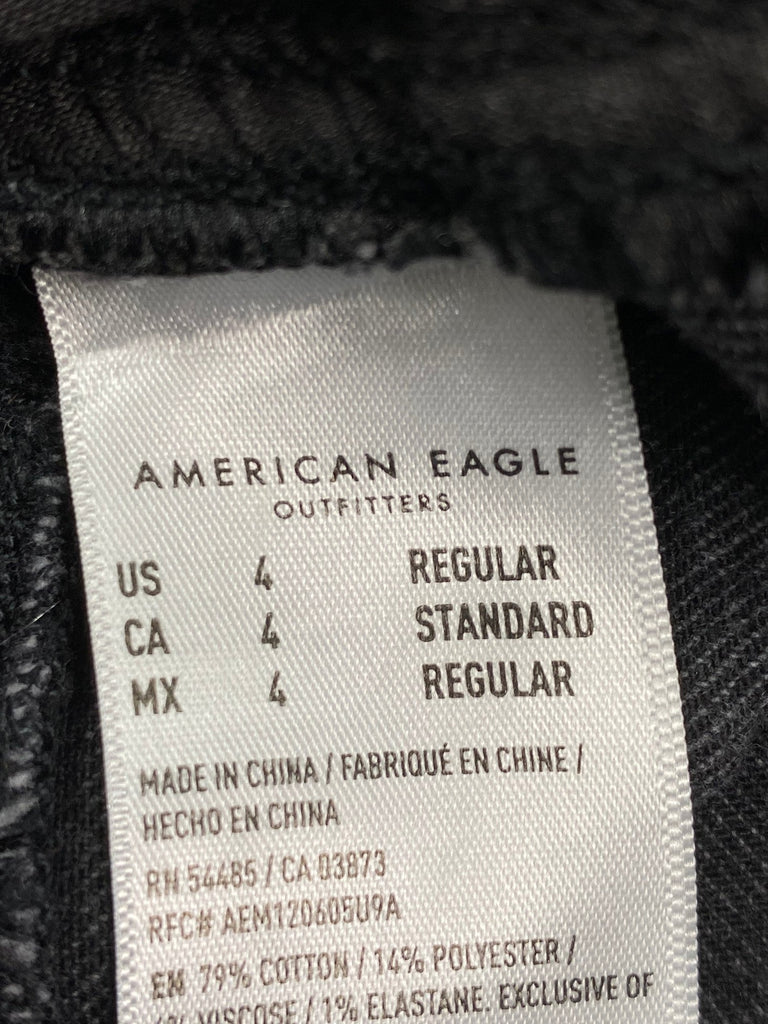 AMERICAN EAGLE
OUTFITTERS
US 4 REGULAR
CA 4 STANDARD
MX 4 REGULAR
MADE IN CHINA / FABRIQUÉ EN CHINE /
HECHO EN CHINA
RN 54485 / CA 03873
RFC# AEM120605U9A
EN 79% COTTON / 14% POLYESTER /
6% VISCOSE / 1% ELASTANE. EXCLUSIVE OF